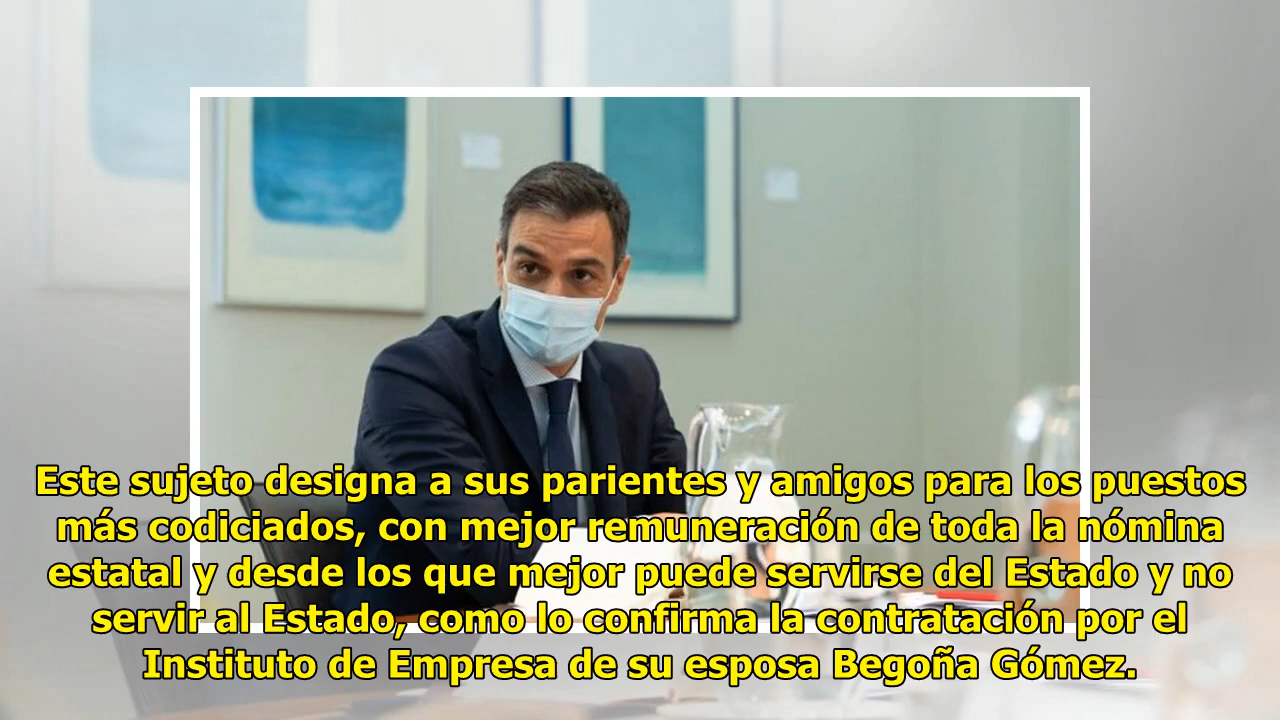 Este sujeto designa a sus parientes y amigos para los puestos
más codiciados, con mejor remuneración de toda la nómina
estatal y desde los que mejor puede servirse del Estado y no
servir al Estado, como lo confirma la contratación por el
Instituto de Empresa de su esposa Begoña Gómez.